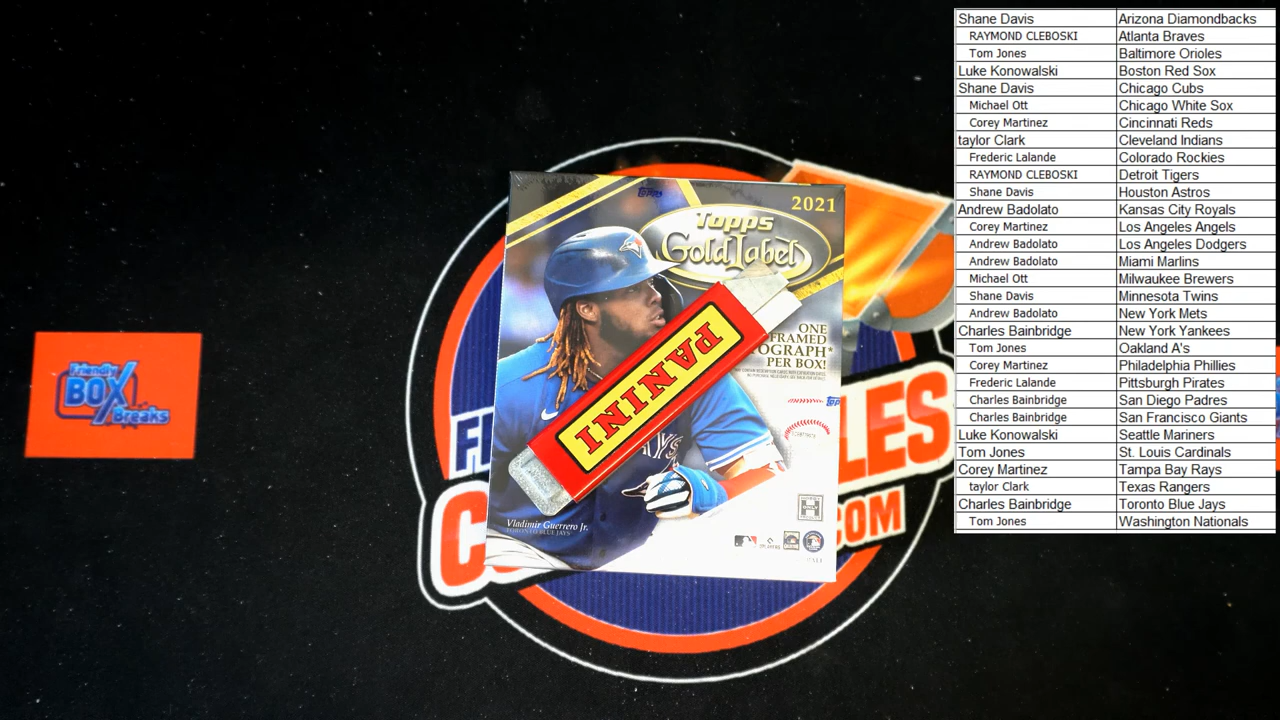 Shane Davis Arizona Diamondbacks
RAYMOND CLEBOSKI Atlanta Braves
Tom Jones Baltimore Orioles
Luke Konowalski Boston Red Sox
Shane Davis Chicago Cubs
Michael Ott Chicago White Sox
Corey Martinez Cincinnati Reds
taylor Clark Cleveland Indians
Frederic Lalande Colorado Rockies
RAYMOND CLEBOSKI Detroit Tigers
Shane Davis Houston Astros
Andrew Badolato Kansas City Royals
Corey Martinez Los Angeles Angels
Andrew Badolato Los Angeles Dodgers
Andrew Badolato Miami Marlins
Michael Ott Milwaukee Brewers
Shane Davis Minnesota Twins
Andrew Badolato New York Mets
Charles Bainbridge New York Yankees
Tom Jones Oakland A's
Corey Martinez Philadelphia Phillies
Frederic Lalande Pittsburgh Pirates
Charles Bainbridge San Diego Padres
Charles Bainbridge San Francisco Giants
Luke Konowalski Seattle Mariners
Tom Jones St. Louis Cardinals
Corey Martinez Tampa Bay Rays
taylor Clark Texas Rangers
Charles Bainbridge Toronto Blue Jays
Tom Jones Washington Nationals
Topps
2021
Topps
Gold Label
ONE
FRAMED
OGRAPH*
PER BOX!
PANINI
Vladimir Guerrero Jr.
TORONTO BLUE JAYS
Friendly
BOX
Breaks
FR
LES
C
.COM